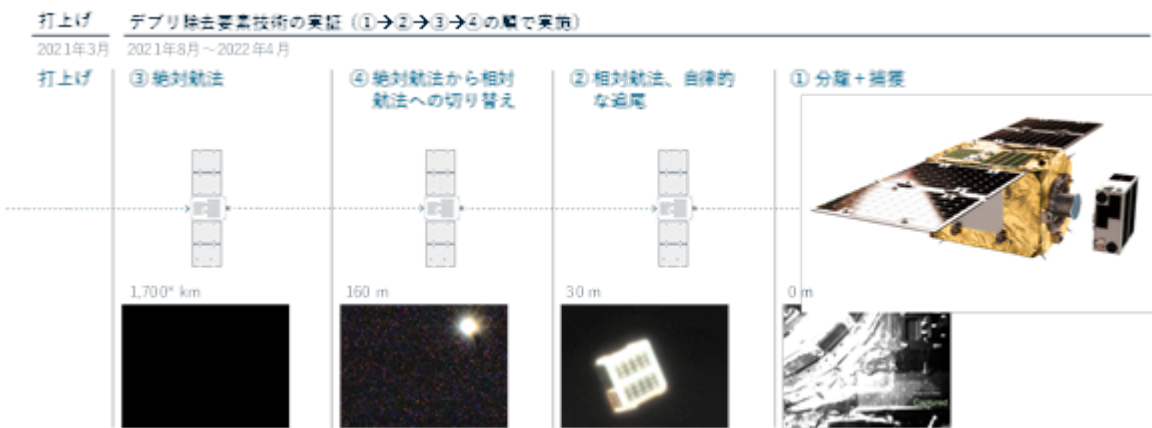 打上げ
デブリ除去要素技術の実証（①→②→③→④の順で実施）
2021年3月
2021年8月～2022年4月
打上げ
③ 絶対航法
④ 絶対航法から相対
航法への切り替え
② 相対航法、自律的
な追尾
① 分離＋捕獲
1,700* km
160 m
30 m
0 m
Captured